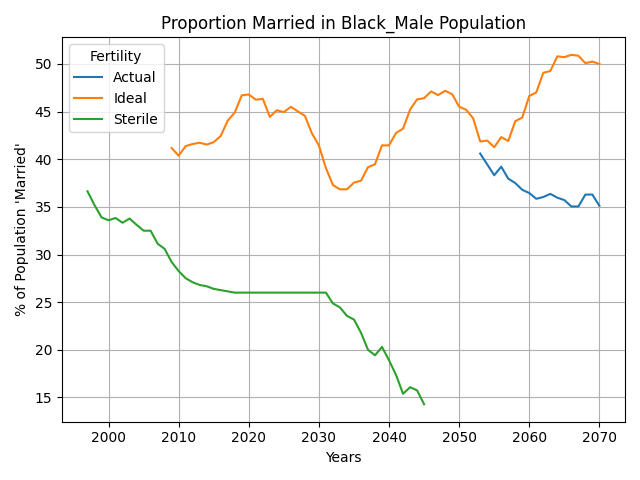 Proportion Married in Black_Male Population
Fertility
Actual
Ideal
Sterile
% of Population 'Married'
50
45
40
35
30
25
20
15
2000 2010 2020 2030 2040 2050 2060 2070
Years